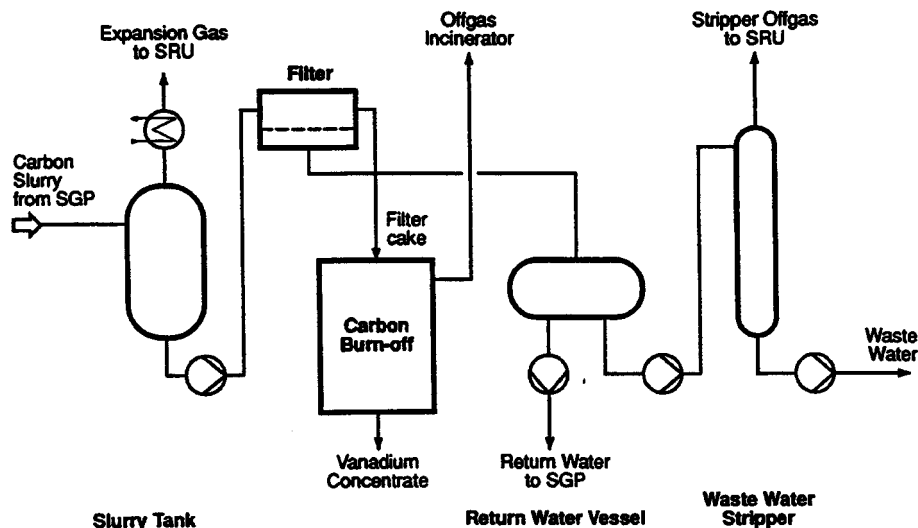 Expansion Gas
to SRU
Filter
Offgas
Incinerator
Stripper Offgas
to SRU
Carbon
Slurry
from SGP
Filter
cake
Carbon
Burn-off
Waste
Water
Vanadium
Concentrate
Return Water
to SGP
Slurry Tank
Return Water Vessel
Waste Water
Stripper